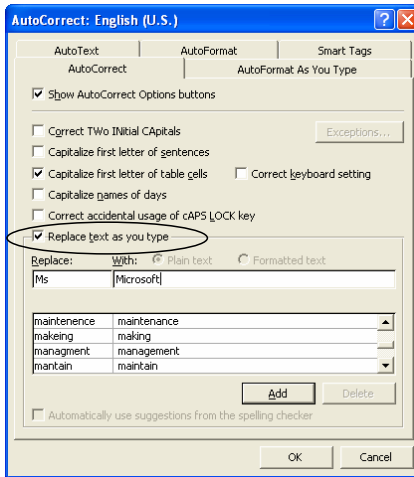 AutoCorrect: English (U.S.)
AutoText AutoFormat Smart Tags
AutoCorrect AutoFormat As You Type
Show AutoCorrect Options buttons
Correct TWo INitial CApitals Exceptions...
Capitalize first letter of sentences
Capitalize first letter of table cells Correct keyboard setting
Capitalize names of days
Correct accidental usage of cAPS LOCK key
Replace text as you type
Replace: With: Plain text Formatted text
Ms Microsoft
maintenence maintenance
makeing making
managment management
mantain maintain
Add Delete
Automatically use suggestions from the spelling checker
OK Cancel